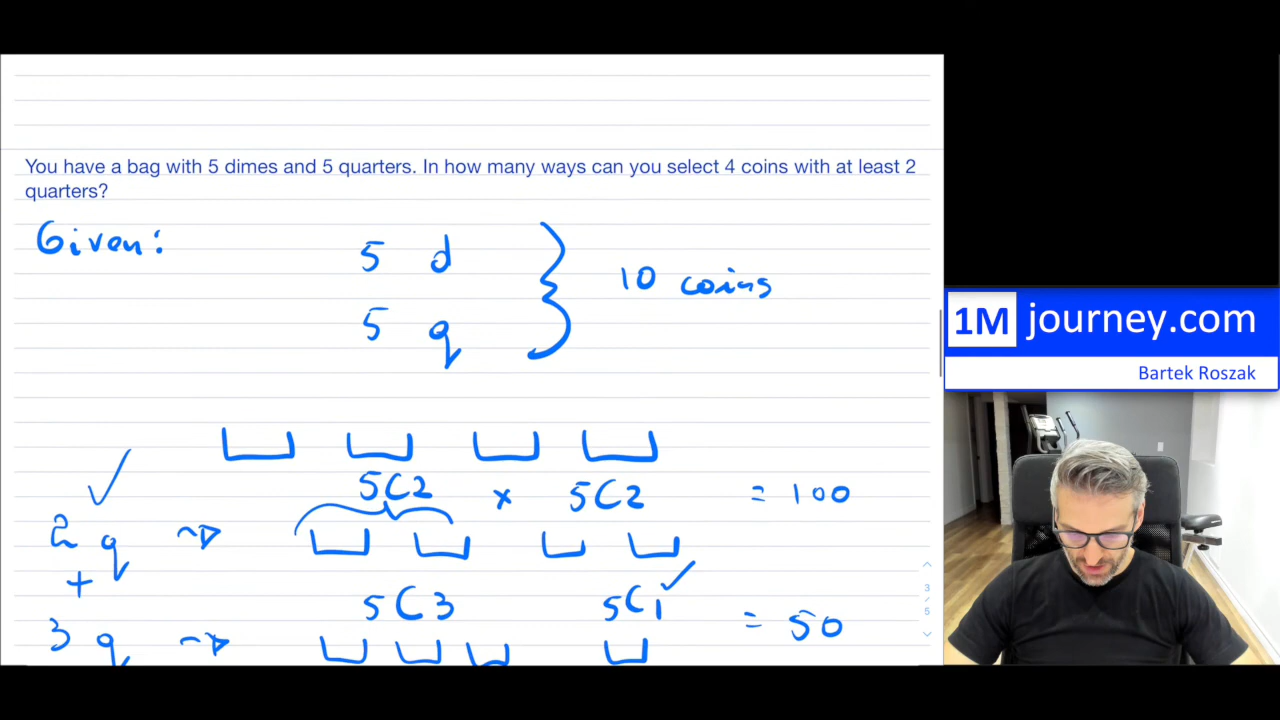 You have a bag with 5 dimes and 5 quarters. In how many ways can you select 4 coins with at least 2
quarters?
Given:
5 d
5 q
10 coins
1M journey.com
Bartek Roszak
5C2 x 5C2 = 100
2 q
+
5C3 5C1 = 50
3 q
3
/
5